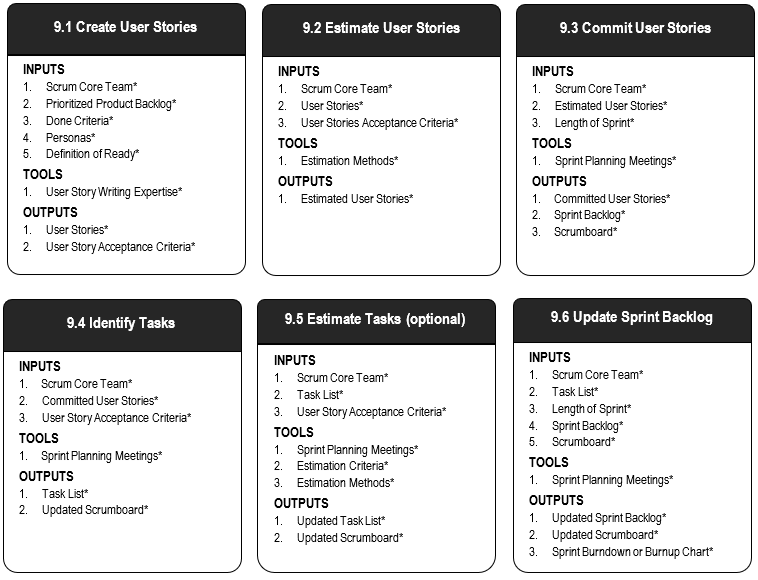 9.1 Create User Stories
INPUTS
1. Scrum Core Team*
2. Prioritized Product Backlog*
3. Done Criteria*
4. Personas*
5. Definition of Ready*
TOOLS
1. User Story Writing Expertise*
OUTPUTS
1. User Stories*
2. User Story Acceptance Criteria*
9.2 Estimate User Stories
INPUTS
1. Scrum Core Team*
2. User Stories*
3. User Stories Acceptance Criteria*
TOOLS
1. Estimation Methods*
OUTPUTS
1. Estimated User Stories*
9.3 Commit User Stories
INPUTS
1. Scrum Core Team*
2. Estimated User Stories*
3. Length of Sprint*
TOOLS
1. Sprint Planning Meetings*
OUTPUTS
1. Committed User Stories*
2. Sprint Backlog*
3. Scrumboard*
9.4 Identify Tasks
INPUTS
1. Scrum Core Team*
2. Committed User Stories*
3. User Story Acceptance Criteria*
TOOLS
1. Sprint Planning Meetings*
OUTPUTS
1. Task List*
2. Updated Scrumboard*
9.5 Estimate Tasks (optional)
INPUTS
1. Scrum Core Team*
2. Task List*
3. User Story Acceptance Criteria*
TOOLS
1. Sprint Planning Meetings*
2. Estimation Criteria*
3. Estimation Methods*
OUTPUTS
1. Updated Task List*
2. Updated Scrumboard*
9.6 Update Sprint Backlog
INPUTS
1. Scrum Core Team*
2. Task List*
3. Length of Sprint*
4. Sprint Backlog*
5. Scrumboard*
TOOLS
1. Sprint Planning Meetings*
OUTPUTS
1. Updated Sprint Backlog*
2. Updated Scrumboard*
3. Sprint Burndown or Burnup Chart*